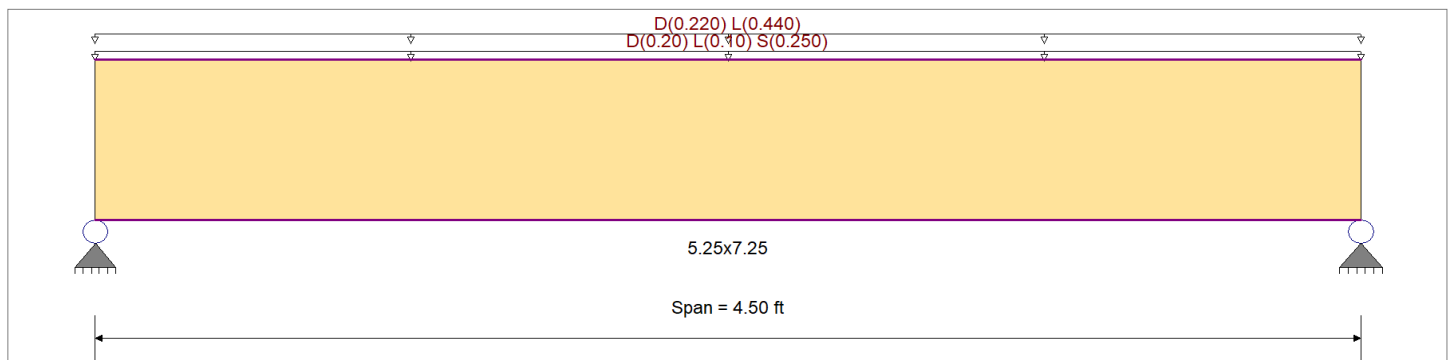 D(0.220) L(0.440)
D(0.20) L(0.10) S(0.250)
5.25x7.25
Span = 4.50 ft